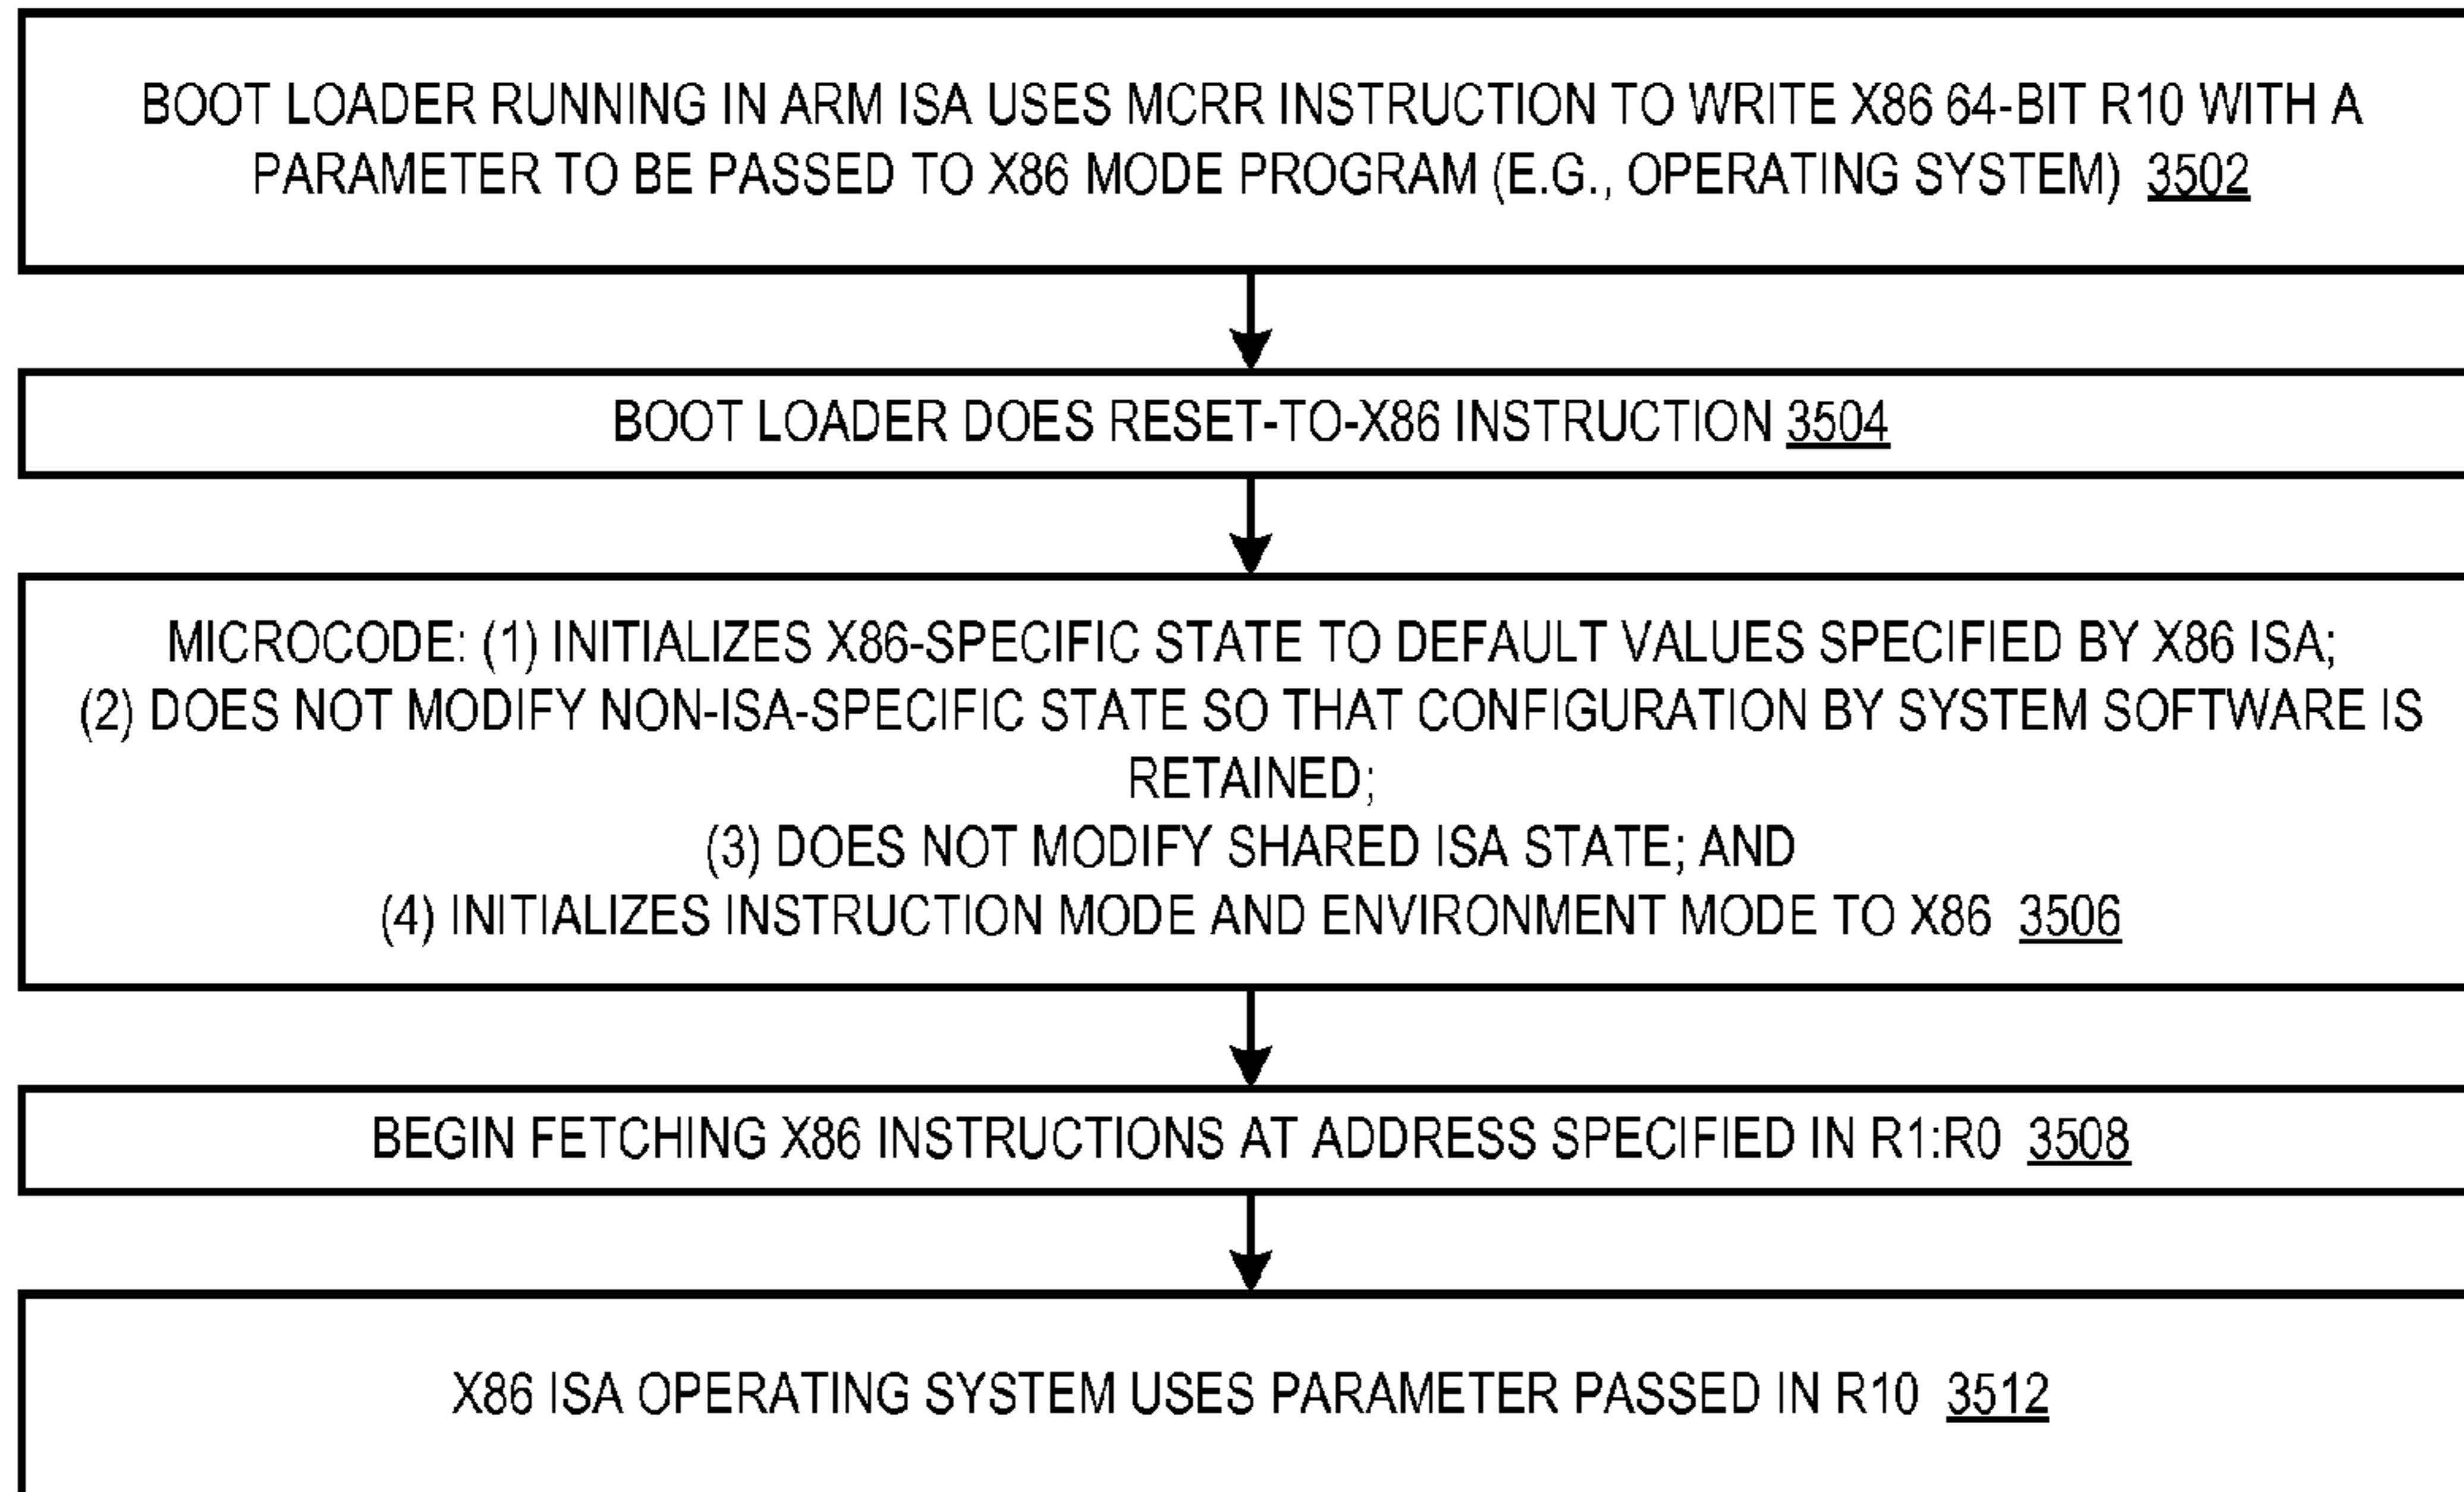 BOOT LOADER RUNNING IN ARM ISA USES MCRR INSTRUCTION TO WRITE X86 64-BIT R10 WITH A
PARAMETER TO BE PASSED TO X86 MODE PROGRAM (E.G., OPERATING SYSTEM) 3502
BOOT LOADER DOES RESET-TO-X86 INSTRUCTION 3504
MICROCODE: (1) INITIALIZES X86-SPECIFIC STATE TO DEFAULT VALUES SPECIFIED BY X86 ISA;
(2) DOES NOT MODIFY NON-ISA-SPECIFIC STATE SO THAT CONFIGURATION BY SYSTEM SOFTWARE IS
RETAINED;
(3) DOES NOT MODIFY SHARED ISA STATE; AND
(4) INITIALIZES INSTRUCTION MODE AND ENVIRONMENT MODE TO X86 3506
BEGIN FETCHING X86 INSTRUCTIONS AT ADDRESS SPECIFIED IN R1:R0 3508
X86 ISA OPERATING SYSTEM USES PARAMETER PASSED IN R10 3512